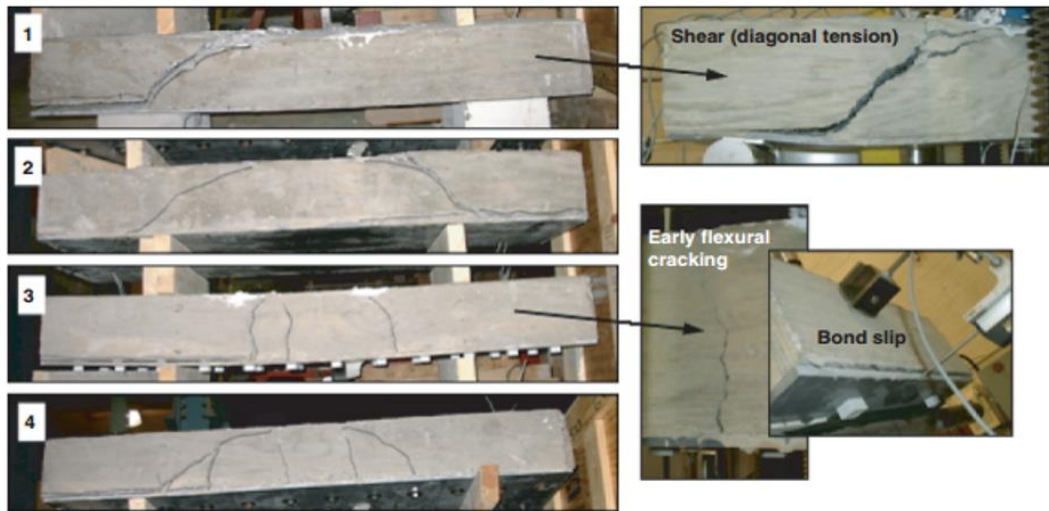 1
Shear (diagonal tension)
2
3
Early flexural
cracking
Bond slip
4